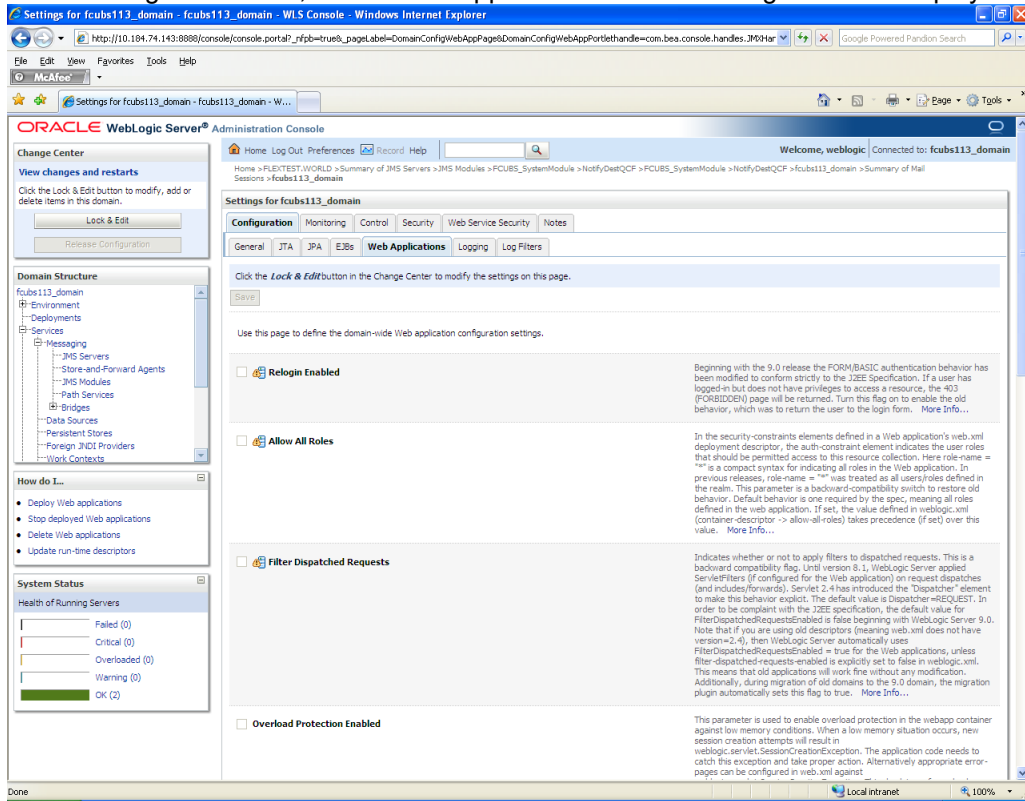 Settings for fcubs113_domain - fcubs113_domain - WLS Console - Windows Internet Explorer
http://10.184.74.143:8888/console/console.portal?_nfpb=true&_pageLabel=DomainConfigWebAppPage&DomainConfigWebAppPortlethandle=com.bea.console.handles.JMXHar
Google Powered Pandion Search
File Edit View Favorites Tools Help
McAfee
Settings for fcubs113_domain - fcubs113_domain - W...
Page
Tools
ORACLE WebLogic Server® Administration Console
Change Center
View changes and restarts
Click the Lock & Edit button to modify, add or
delete items in this domain.
Lock & Edit
Release Configuration
Domain Structure
fcubs113_domain
Environment
Deployments
Services
Messaging
JMS Servers
Store-and-Forward Agents
JMS Modules
Path Services
Bridges
Data Sources
Persistent Stores
Foreign JNDI Providers
Work Contexts
How do I...
Deploy Web applications
Stop deployed Web applications
Delete Web applications
Update run-time descriptors
System Status
Health of Running Servers
Failed (0)
Critical (0)
Overloaded (0)
Warning (0)
OK (2)
Home Log Out Preferences Record Help
Welcome, weblogic Connected to: fcubs113_domain
Home >FLEXTEST.WORLD >Summary of JMS Servers >JMS Modules >FCUBS_SystemModule >NotifyDestQCF >FCUBS_SystemModule >NotifyDestQCF >fcubs113_domain >Summary of Mail
Sessions >fcubs113_domain
Settings for fcubs113_domain
Configuration Monitoring Control Security Web Service Security Notes
General JTA JPA EJBs Web Applications Logging Log Filters
Click the Lock & Edit button in the Change Center to modify the settings on this page.
Save
Use this page to define the domain-wide Web application configuration settings.
Relogin Enabled
Beginning with the 9.0 release the FORM/BASIC authentication behavior has
been modified to conform strictly to the J2EE Specification. If a user has
logged-in but does not have privileges to access a resource, the 403
(FORBIDDEN) page will be returned. Turn this flag on to enable the old
behavior, which was to return the user to the login form. More Info...
Allow All Roles
In the security-constraints elements defined in a Web application's web.xml
deployment descriptor, the auth-constraint element indicates the user roles
that should be permitted access to this resource collection. Here role-name =
"*" is a compact syntax for indicating all roles in the Web application. In
previous releases, role-name = "*" was treated as all users/roles defined in
the realm. This parameter is a backward-compatibility switch to restore old
behavior. Default behavior is one required by the spec, meaning all roles
defined in the web application. If set, the value defined in weblogic.xml
(container-descriptor -> allow-all-roles) takes precedence (if set) over this
value. More Info...
Filter Dispatched Requests
Indicates whether or not to apply filters to dispatched requests. This is a
backward compatibility flag. Until version 8.1, WebLogic Server applied
ServletFilters (if configured for the Web application) on request dispatches
(and includes/forwards). Servlet 2.4 has introduced the "Dispatcher" element
to make this behavior explicit. The default value is Dispatcher=REQUEST. In
order to be complaint with the J2EE specification, the default value for
FilterDispatchedRequestsEnabled is false beginning with WebLogic Server 9.0.
Note that if you are using old descriptors (meaning web.xml does not have
version=2.4), then WebLogic Server automatically uses
FilterDispatchedRequestsEnabled = true for the Web applications, unless
filter-dispatched-requests-enabled is explicitly set to false in weblogic.xml.
This means that old applications will work fine without any modification.
Additionally, during migration of old domains to the 9.0 domain, the migration
plugin automatically sets this flag to true. More Info...
Overload Protection Enabled
This parameter is used to enable overload protection in the webapp container
against low memory conditions. When a low memory situation occurs, new
session creation attempts will result in
weblogic.servlet.SessionCreationException. The application code needs to
catch this exception and take proper action. Alternatively appropriate error-
pages can be configured in web.xml against
Done
Local intranet
100%